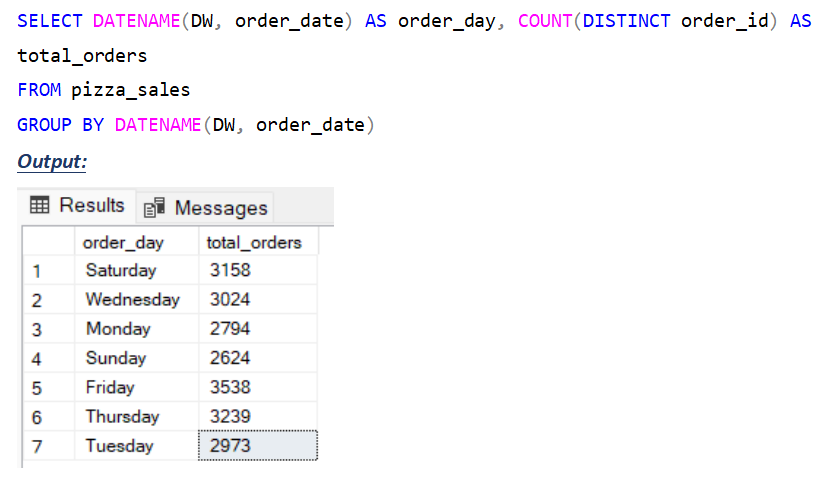 SELECT DATENAME(DW, order_date) AS order_day, COUNT(DISTINCT order_id) AS
total_orders
FROM pizza_sales
GROUP BY DATENAME(DW, order_date)
Output:
Results Messages
order_day total_orders
1 Saturday 3158
2 Wednesday 3024
3 Monday 2794
4 Sunday 2624
5 Friday 3538
6 Thursday 3239
7 Tuesday 2973